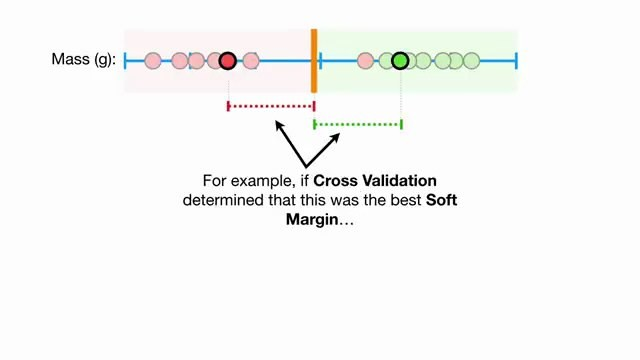 Mass (g):
For example, if Cross Validation
determined that this was the best Soft
Margin…